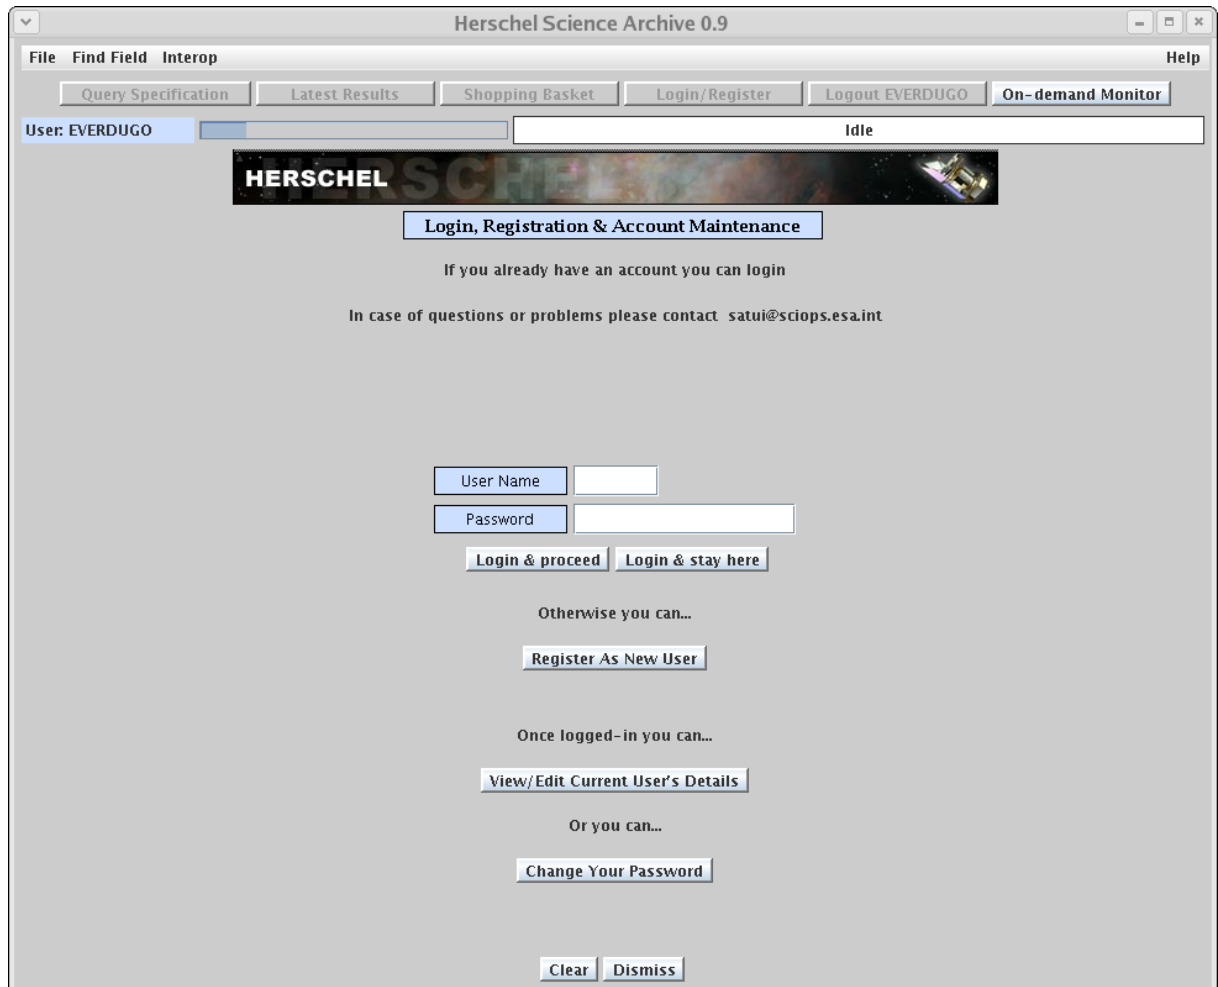 Herschel Science Archive 0.9
File Find Field Interop Help
Query Specification Latest Results Shopping Basket Login/Register Logout EVERDUGO On-demand Monitor
User: EVERDUGO Idle
HERSCHEL HERSCHEL
Login, Registration & Account Maintenance
If you already have an account you can login
In case of questions or problems please contact satui@sciops.esa.int
User Name
Password
Login & proceed Login & stay here
Otherwise you can...
Register As New User
Once logged-in you can...
View/Edit Current User's Details
Or you can...
Change Your Password
Clear Dismiss